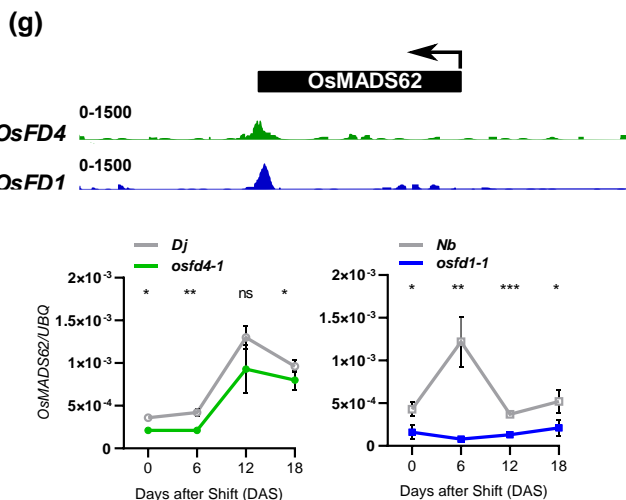 (g)
OsMADS62
0-1500
OsFD4
0-1500
OsFD1
Dj
osfd4-1
Nb
osfd1-1
OsMADS62/UBQ
2×10⁻³
1.5×10⁻³
1×10⁻³
5×10⁻⁴
0
* ** ns *
0 6 12 18
Days after Shift (DAS)
2×10⁻³
1.5×10⁻³
1×10⁻³
5×10⁻⁴
0
* ** *** *
0 6 12 18
Days after Shift (DAS)